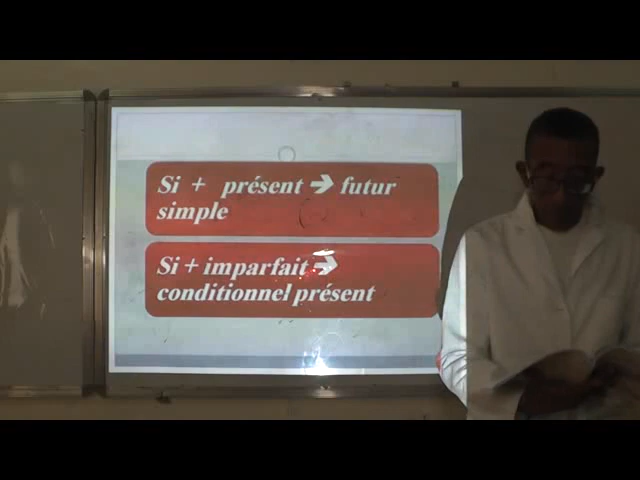 Si + présent ➔ futur
simple
Si + imparfait ➔
conditionnel présent